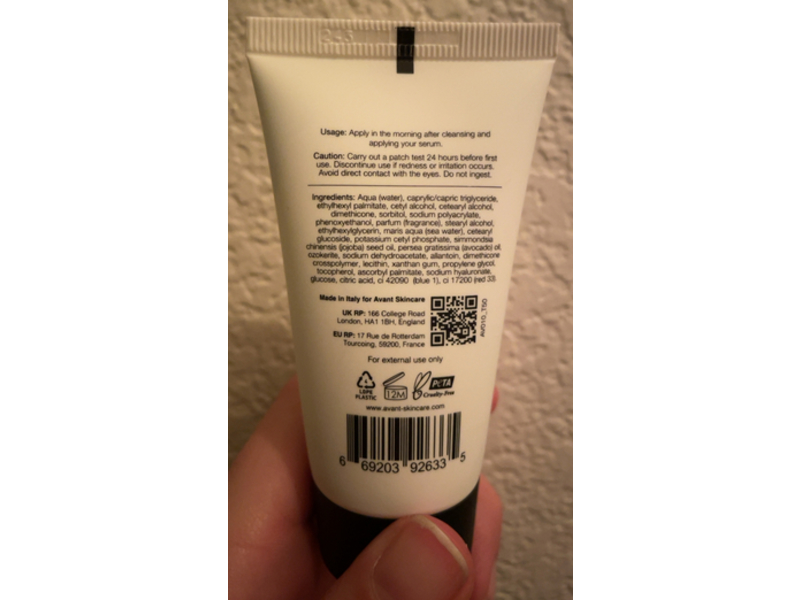 243
Usage: Apply in the morning after cleansing and
applying your serum.
Caution: Carry out a patch test 24 hours before first
use. Discontinue use if redness or irritation occurs.
Avoid direct contact with the eyes. Do not ingest.
Ingredients: Aqua (water), caprylic/capric triglyceride,
ethylhexyl palmitate, cetyl alcohol, cetearyl alcohol,
dimethicone, sorbitol, sodium polyacrylate,
phenoxyethanol, parfum (fragrance), stearyl alcohol,
ethylhexylglycerin, maris aqua (sea water), cetearyl
glucoside, potassium cetyl phosphate, simmondsia
chinensis (jojoba) seed oil, persea gratissima (avocado) oil,
ozokerite, sodium dehydroacetate, allantoin, dimethicone
crosspolymer, lecithin, xanthan gum, propylene glycol,
tocopherol, ascorbyl palmitate, sodium hyaluronate,
glucose, citric acid, ci 42090 (blue 1), ci 17200 (red 33).
Made in Italy for Avant Skincare
UK RP: 166 College Road
London, HA1 1BH, England
EU RP: 17 Rue de Rotterdam
Tourcoing, 59200, France
AV010_T50
For external use only
LDPE
PLASTIC
12M
PETA
Cruelty-Free
www.avant-skincare.com
6 69203 92633 5